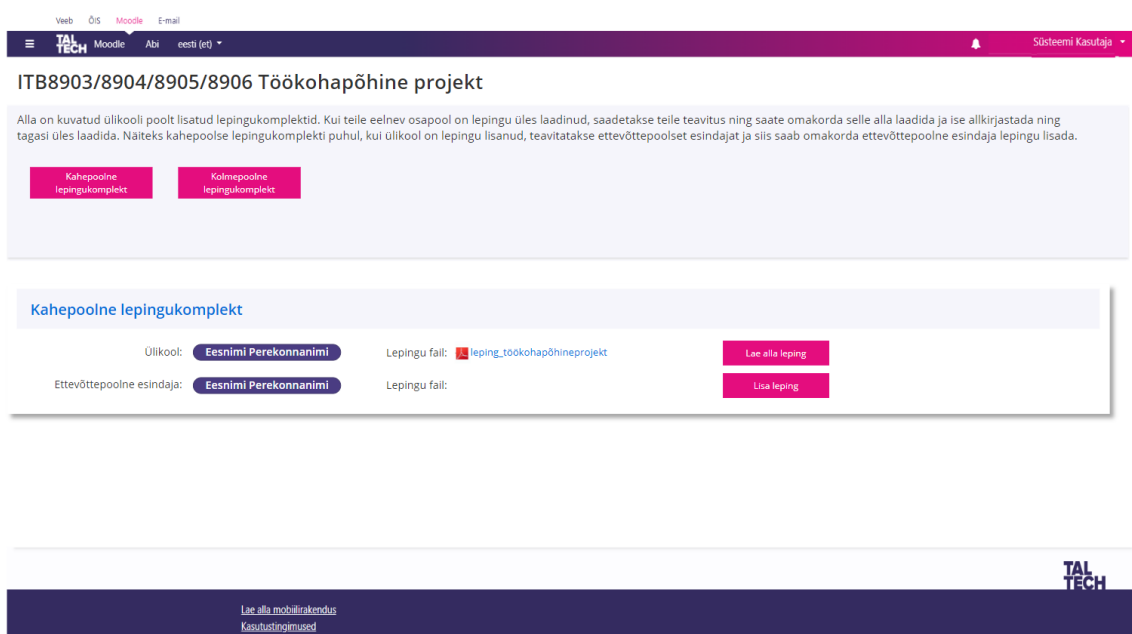 Veeb ÕIS Moodle E-mail
TAL TECH Moodle Abi eesti (et) Süsteemi Kasutaja
ITB8903/8904/8905/8906 Töökohapõhine projekt
Alla on kuvatud ülikooli poolt lisatud lepingukomplektid. Kui teile eelnev osapool on lepingu üles laadinud, saadetakse teile teavitus ning saate omakorda selle alla laadida ja ise allkirjastada ning
tagasi üles laadida. Näiteks kahepoolse lepingukomplekti puhul, kui ülikool on lepingu lisanud, teavitatakse ettevõttepoolset esindajat ja siis saab omakorda ettevõttepoolne esindaja lepingu lisada.
Kahepoolne lepingukomplekt
Kolmepoolne lepingukomplekt
Kahepoolne lepingukomplekt
Ülikool: Eesnimi Perekonnanimi Lepingu fail: leping_töökohapõhineprojekt Lae alla leping
Ettevõttepoolne esindaja: Eesnimi Perekonnanimi Lepingu fail: Lisa leping
TAL
TECH
Lae alla mobiilirakendus
Kasutustingimused